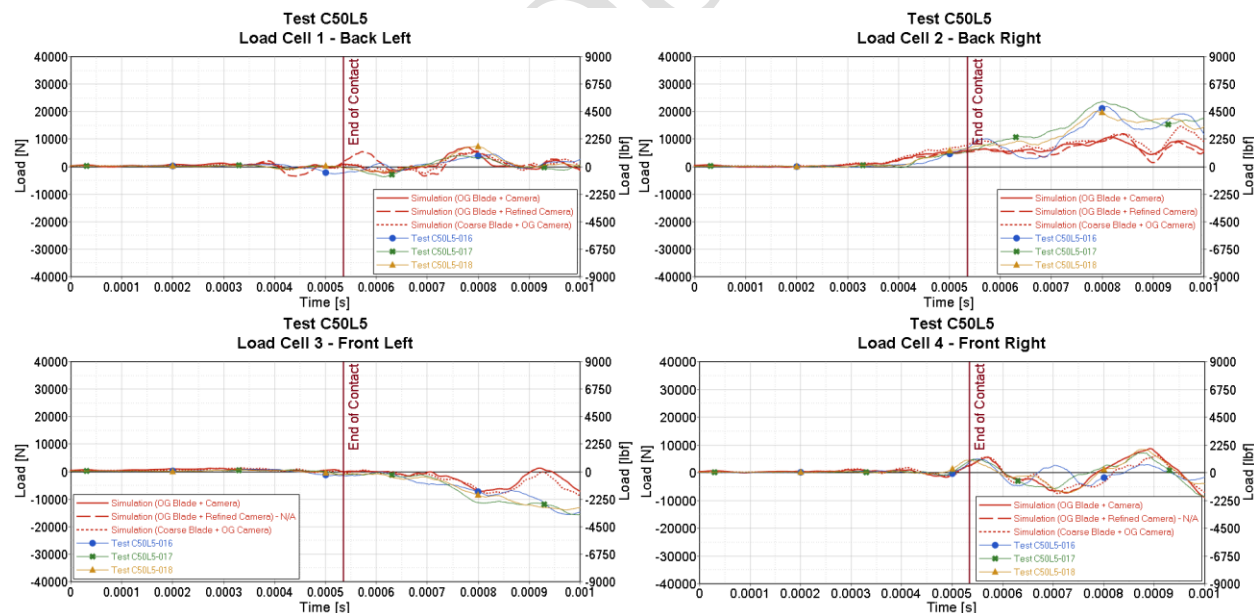 Test C50L5
Load Cell 1 - Back Left
40000
30000
20000
10000
0
-10000
-20000
-30000
-40000
Load [N]
9000
6750
4500
2250
0
-2250
-4500
-6750
-9000
Load [lbf]
End of Contact
Simulation (OG Blade + Camera)
Simulation (OG Blade + Refined Camera)
Simulation (Coarse Blade + OG Camera)
Test C50L5-016
Test C50L5-017
Test C50L5-018
0 0.0001 0.0002 0.0003 0.0004 0.0005 0.0006 0.0007 0.0008 0.0009 0.001
Time [s]
Test C50L5
Load Cell 2 - Back Right
40000
30000
20000
10000
0
-10000
-20000
-30000
-40000
Load [N]
9000
6750
4500
2250
0
-2250
-4500
-6750
-9000
Load [lbf]
End of Contact
Simulation (OG Blade + Camera)
Simulation (OG Blade + Refined Camera)
Simulation (Coarse Blade + OG Camera)
Test C50L5-016
Test C50L5-017
Test C50L5-018
0 0.0001 0.0002 0.0003 0.0004 0.0005 0.0006 0.0007 0.0008 0.0009 0.001
Time [s]
Test C50L5
Load Cell 3 - Front Left
40000
30000
20000
10000
0
-10000
-20000
-30000
-40000
Load [N]
9000
6750
4500
2250
0
-2250
-4500
-6750
-9000
Load [lbf]
End of Contact
Simulation (OG Blade + Camera)
Simulation (OG Blade + Refined Camera) - N/A
Simulation (Coarse Blade + OG Camera)
Test C50L5-016
Test C50L5-017
Test C50L5-018
0 0.0001 0.0002 0.0003 0.0004 0.0005 0.0006 0.0007 0.0008 0.0009 0.001
Time [s]
Test C50L5
Load Cell 4 - Front Right
40000
30000
20000
10000
0
-10000
-20000
-30000
-40000
Load [N]
9000
6750
4500
2250
0
-2250
-4500
-6750
-9000
Load [lbf]
End of Contact
Simulation (OG Blade + Camera)
Simulation (OG Blade + Refined Camera) - N/A
Simulation (Coarse Blade + OG Camera)
Test C50L5-016
Test C50L5-017
Test C50L5-018
0 0.0001 0.0002 0.0003 0.0004 0.0005 0.0006 0.0007 0.0008 0.0009 0.001
Time [s]